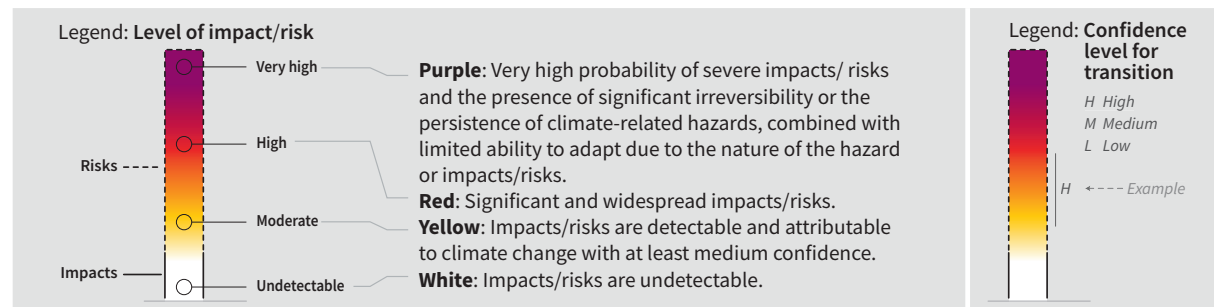 Legend: Level of impact/risk
Very high
High
Risks
Moderate
Impacts
Undetectable
Purple: Very high probability of severe impacts/ risks
and the presence of significant irreversibility or the
persistence of climate-related hazards, combined with
limited ability to adapt due to the nature of the hazard
or impacts/risks.
Red: Significant and widespread impacts/risks.
Yellow: Impacts/risks are detectable and attributable
to climate change with at least medium confidence.
White: Impacts/risks are undetectable.
Legend: Confidence
level for
transition
H High
M Medium
L Low
H Example